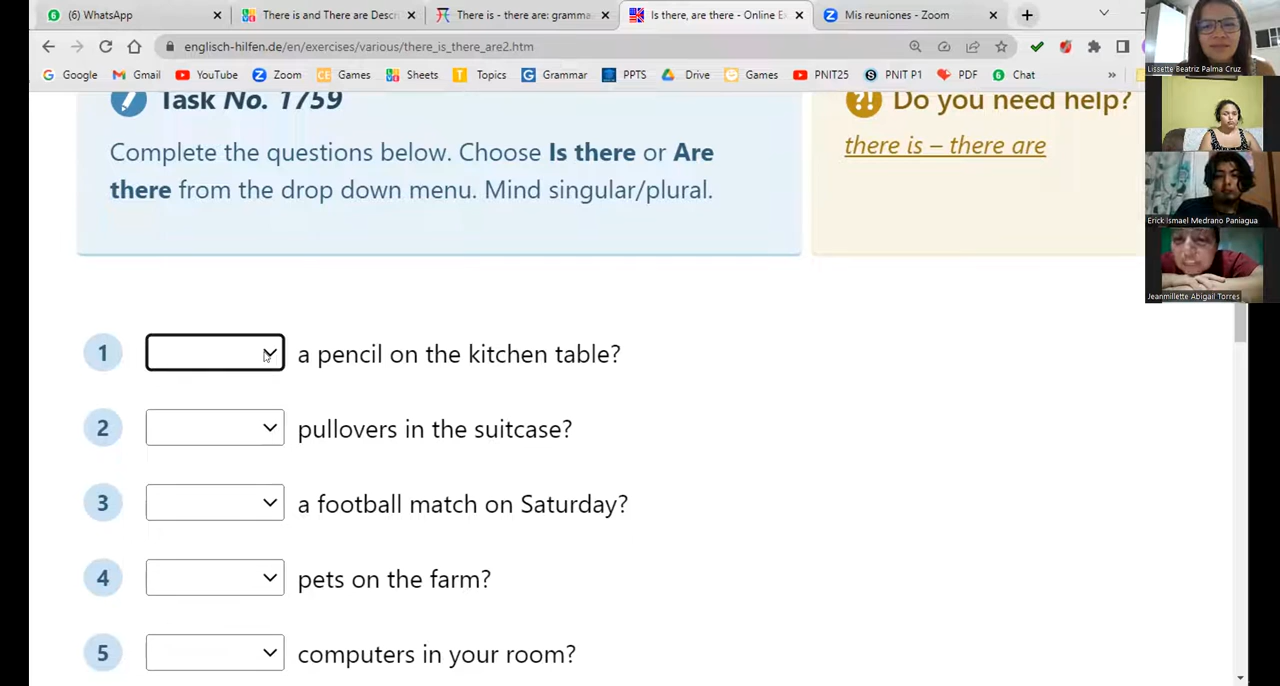 (6) WhatsApp
There is and There are Descri
There is - there are: gramma
Is there, are there - Online E
Mis reuniones - Zoom
englisch-hilfen.de/en/exercises/various/there_is_there_are2.htm
Google Gmail YouTube Zoom Games Sheets Topics Grammar PPTS Drive Games PNIT25 PNIT P1 PDF Chat »
Task No. 1759
Complete the questions below. Choose Is there or Are
there from the drop down menu. Mind singular/plural.
?! Do you need help?
there is – there are
1 a pencil on the kitchen table?
2 pullovers in the suitcase?
3 a football match on Saturday?
4 pets on the farm?
5 computers in your room?
Lissette Beatriz Palma Cruz
Erick Ismael Medrano Paniagua
Jeanmillette Abigail Torres